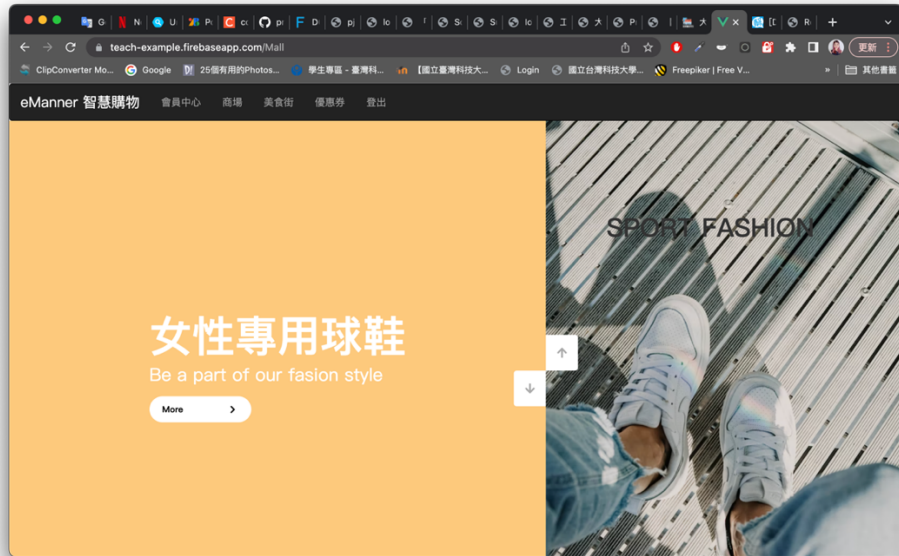 teach-example.firebaseapp.com/Mall
更新
ClipConverter Mo...
Google
25個有用的Photos...
學生專區 - 臺灣科...
【國立臺灣科技大...
Login
國立台灣科技大學...
Freepiker | Free V...
»
其他書籤
eManner 智慧購物
會員中心
商場
美食街
優惠券
登出
SPORT FASHION
女性專用球鞋
Be a part of our fasion style
More